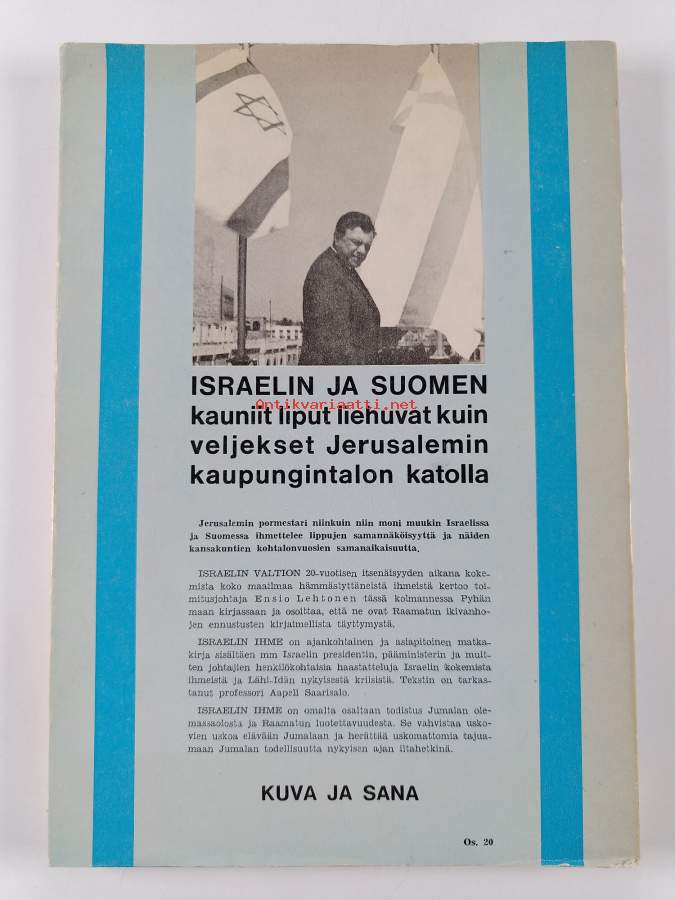 ISRAELIN JA SUOMEN
kauniit liput liehuvat kuin
Antikvariaatti.net
veljekset Jerusalemin
kaupungintalon katolla
Jerusalemin pormestari niinkuin niin moni muukin Israelissa
ja Suomessa ihmettelee lippujen samannäköisyyttä ja näiden
kansakuntien kohtalonvuosien samanaikaisuutta.
ISRAELIN VALTION 20-vuotisen itsenäisyyden aikana koke-
mista koko maailmaa hämmästyttäneistä ihmeistä kertoo toi-
mitusjohtaja Ensio Lehtonen tässä kolmannessa Pyhän
maan kirjassaan ja osoittaa, että ne ovat Raamatun ikivanho-
jen ennustusten kirjaimellista täyttymystä.
ISRAELIN IHME on ajankohtainen ja asiapitoinen matka-
kirja sisältäen mm Israelin presidentin, pääministerin ja muit-
ten johtajien henkilökohtaisia haastatteluja Israelin kokemista
ihmeistä ja Lähi-Idän nykyisestä kriisistä. Tekstin on tarkas-
tanut professori Aapeli Saarisalo.
ISRAELIN IHME on omalta osaltaan todistus Jumalan ole-
massaolosta ja Raamatun luotettavuudesta. Se vahvistaa usko-
vien uskoa elävään Jumalaan ja herättää uskomattomia tajua-
maan Jumalan todellisuutta nykyisen ajan iltahetkinä.
KUVA JA SANA
Os. 20